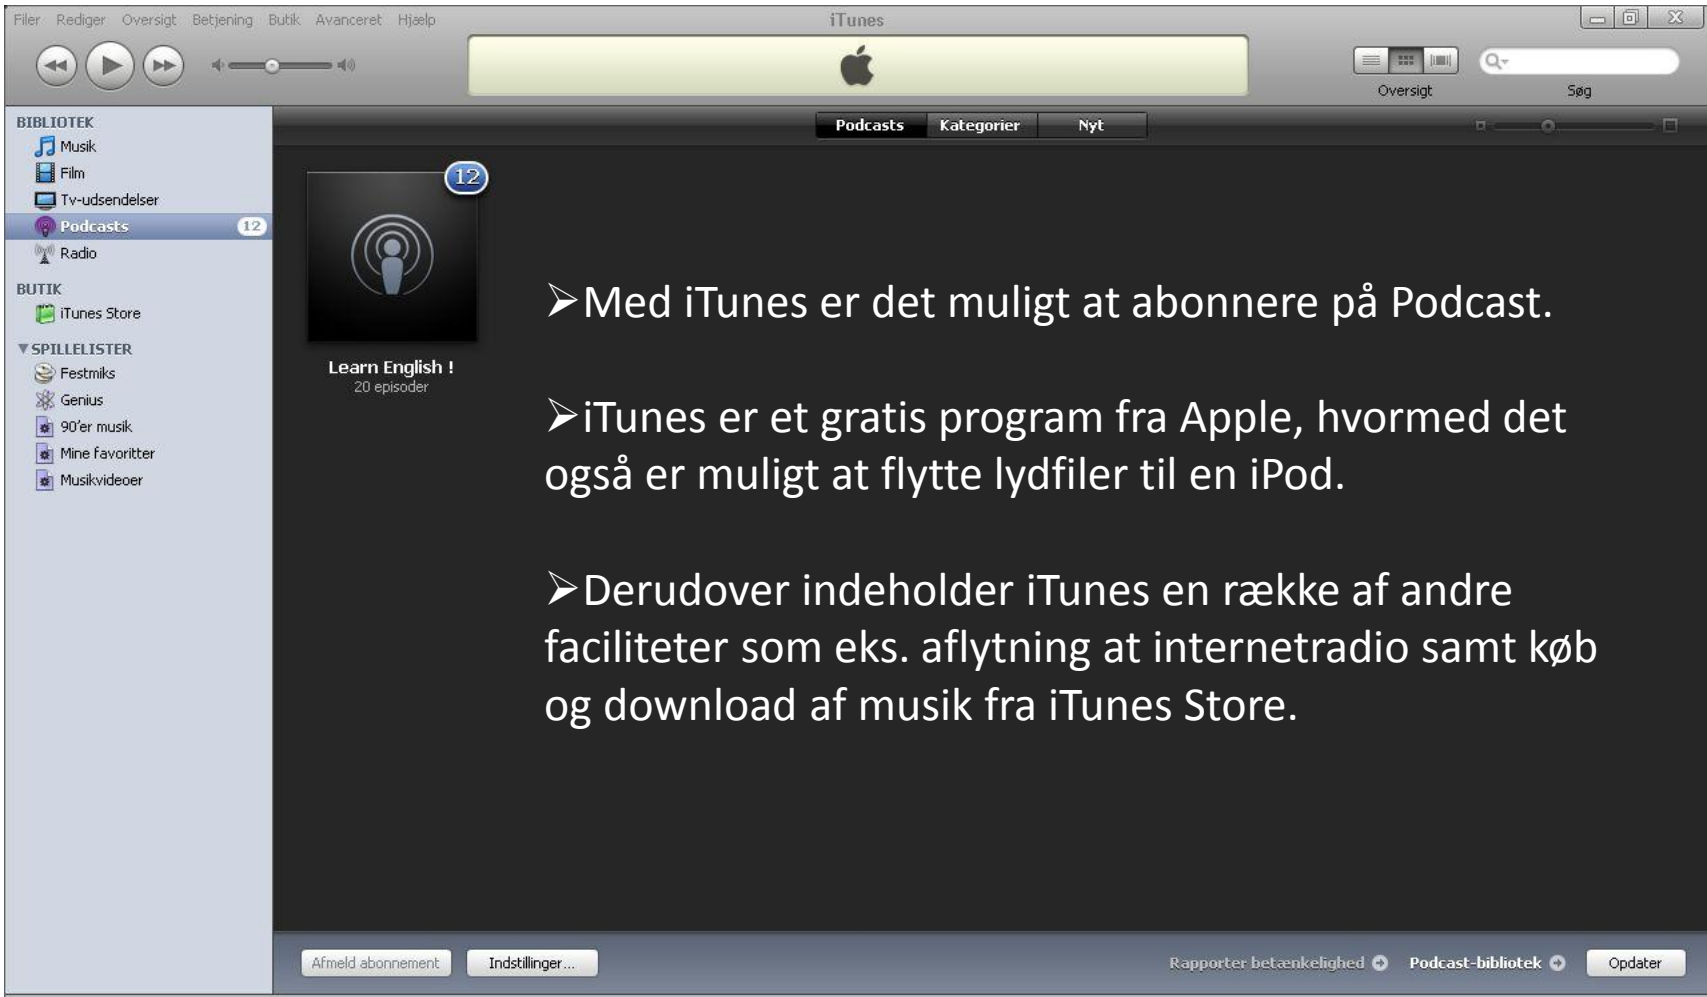 Filer Rediger Oversigt Betjening Butik Avanceret Hjælp
iTunes
Oversigt
Søg
BIBLIOTEK
Musik
Film
Tv-udsendelser
Podcasts 12
Radio
BUTIK
iTunes Store
SPILLELISTER
Festmiks
Genius
90'er musik
Mine favoritter
Musikvideoer
Podcasts Kategorier Nyt
12
Learn English !
20 episoder
➢Med iTunes er det muligt at abonnere på Podcast.
➢iTunes er et gratis program fra Apple, hvormed det
også er muligt at flytte lydfiler til en iPod.
➢Derudover indeholder iTunes en række af andre
faciliteter som eks. aflytning at internetradio samt køb
og download af musik fra iTunes Store.
Afmeld abonnement Indstillinger... Rapporter betænkelighed Podcast-bibliotek Opdater